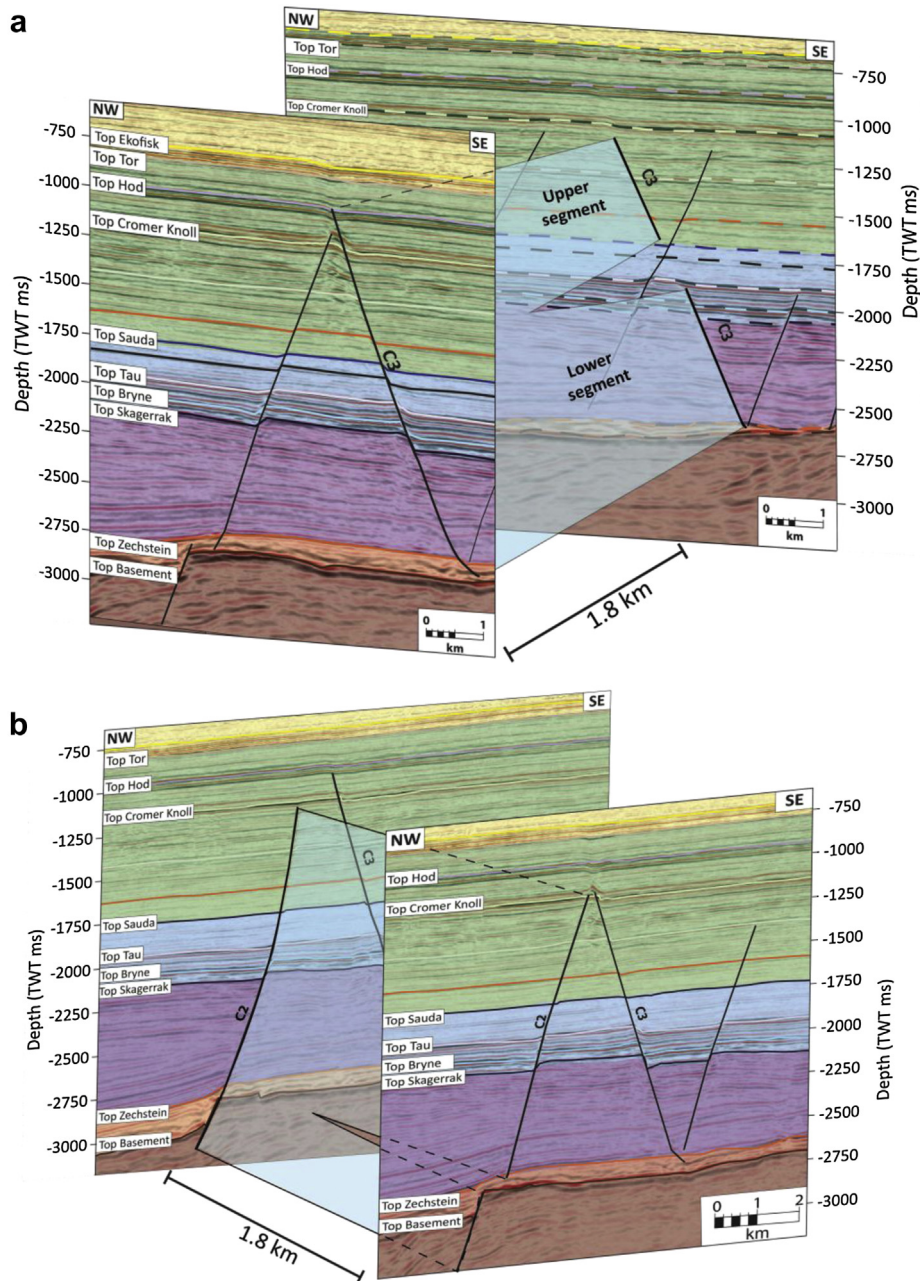 a
NW
SE
Top Tor
Top Hod
Top Cromer Knoll
-750
-1000
-1250
-1500
-1750
-2000
-2250
-2500
-2750
-3000
Depth (TWT ms)
C3
Upper
segment
C3
Lower
segment
0 1
km
NW
SE
-750
-1000
-1250
-1500
-1750
-2000
-2250
-2500
-2750
-3000
Depth (TWT ms)
Top Ekofisk
Top Tor
Top Hod
Top Cromer Knoll
Top Sauda
Top Tau
Top Bryne
Top Skagerrak
Top Zechstein
Top Basement
C3
0 1
km
1.8 km
b
NW
SE
-750
-1000
-1250
-1500
-1750
-2000
-2250
-2500
-2750
-3000
Depth (TWT ms)
Top Tor
Top Hod
Top Cromer Knoll
Top Sauda
Top Tau
Top Bryne
Top Skagerrak
Top Zechstein
Top Basement
C3
C2
1.8 km
NW
SE
Top Hod
Top Cromer Knoll
Top Sauda
Top Tau
Top Bryne
Top Skagerrak
Top Zechstein
Top Basement
C2
C3
-750
-1000
-1250
-1500
-1750
-2000
-2250
-2500
-2750
-3000
Depth (TWT ms)
0 1 2
km